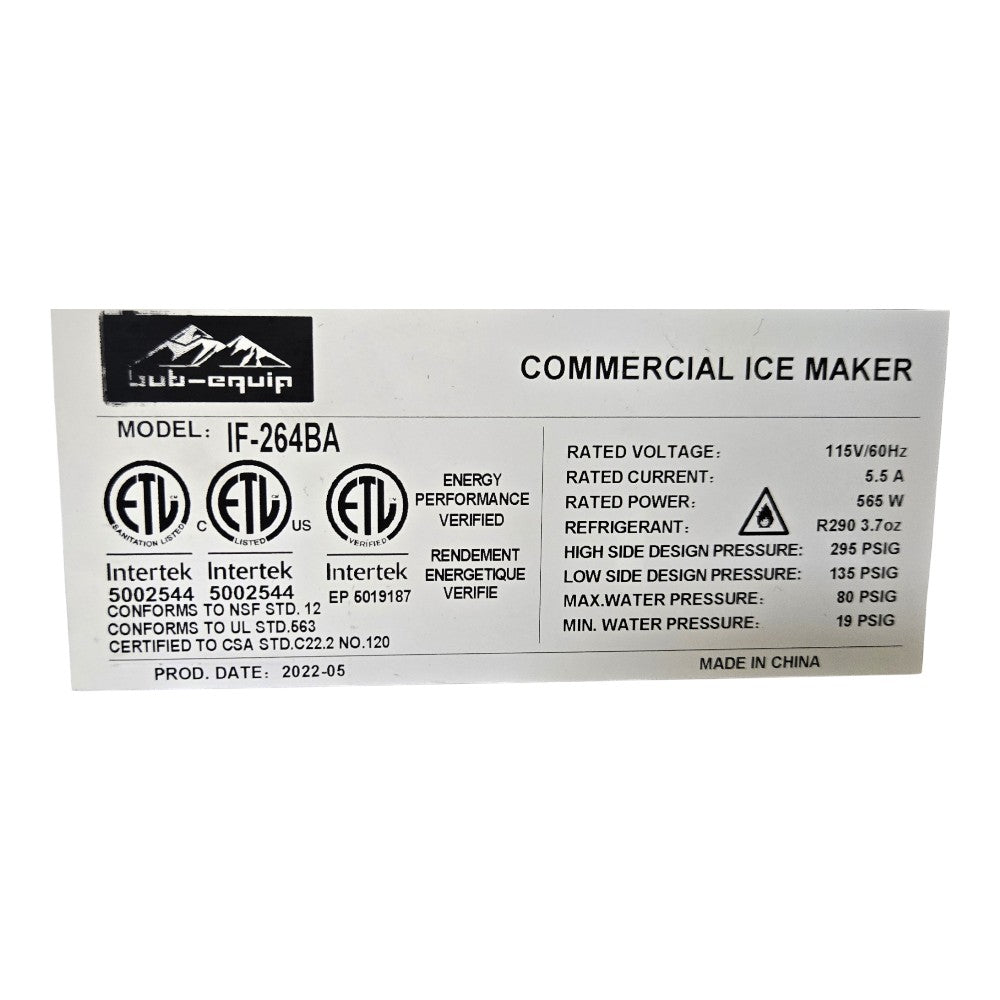 sub-equip
COMMERCIAL ICE MAKER
MODEL: IF-264BA
ETL
SANITATION LISTED
Intertek
5002544
C ETL US
LISTED
Intertek
5002544
ETL
VERIFIED
Intertek
EP 5019187
ENERGY
PERFORMANCE
VERIFIED
RENDEMENT
ENERGETIQUE
VERIFIE
CONFORMS TO NSF STD. 12
CONFORMS TO UL STD.563
CERTIFIED TO CSA STD.C22.2 NO.120
RATED VOLTAGE: 115V/60Hz
RATED CURRENT: 5.5 A
RATED POWER: 565 W
REFRIGERANT: R290 3.7oz
HIGH SIDE DESIGN PRESSURE: 295 PSIG
LOW SIDE DESIGN PRESSURE: 135 PSIG
MAX.WATER PRESSURE: 80 PSIG
MIN. WATER PRESSURE: 19 PSIG
PROD. DATE: 2022-05
MADE IN CHINA